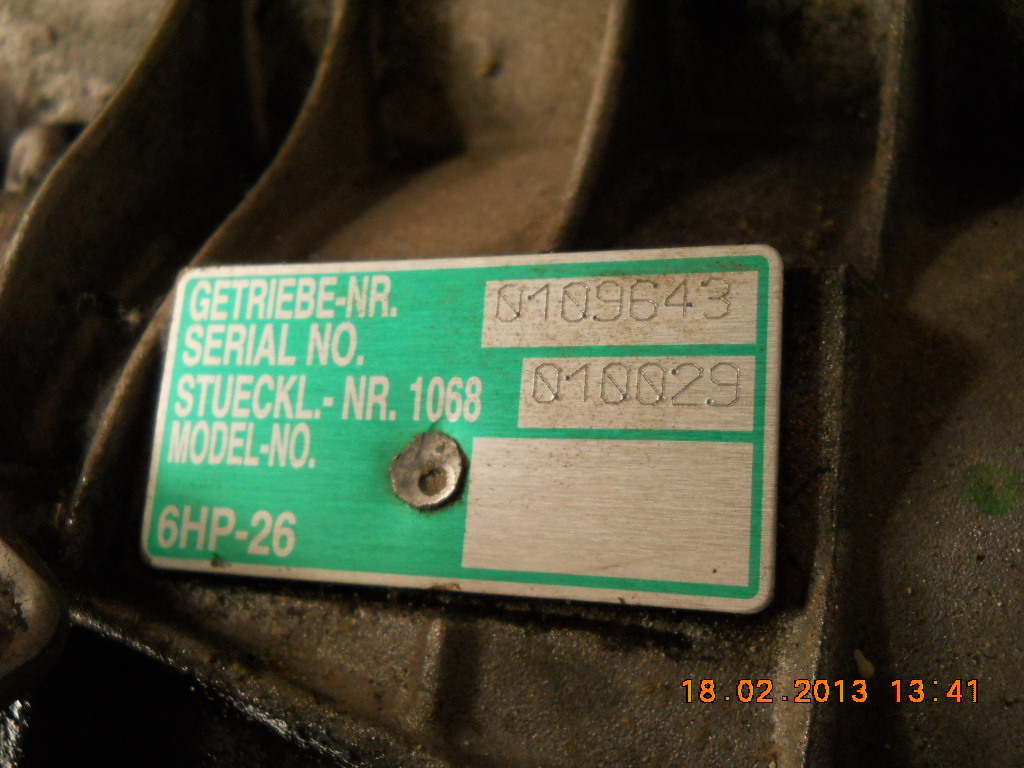 GETRIEBE-NR. 0109643
SERIAL NO.
STUECKL.- NR. 1068 010029
MODEL-NO.
6HP-26
18.02.2013 13:41